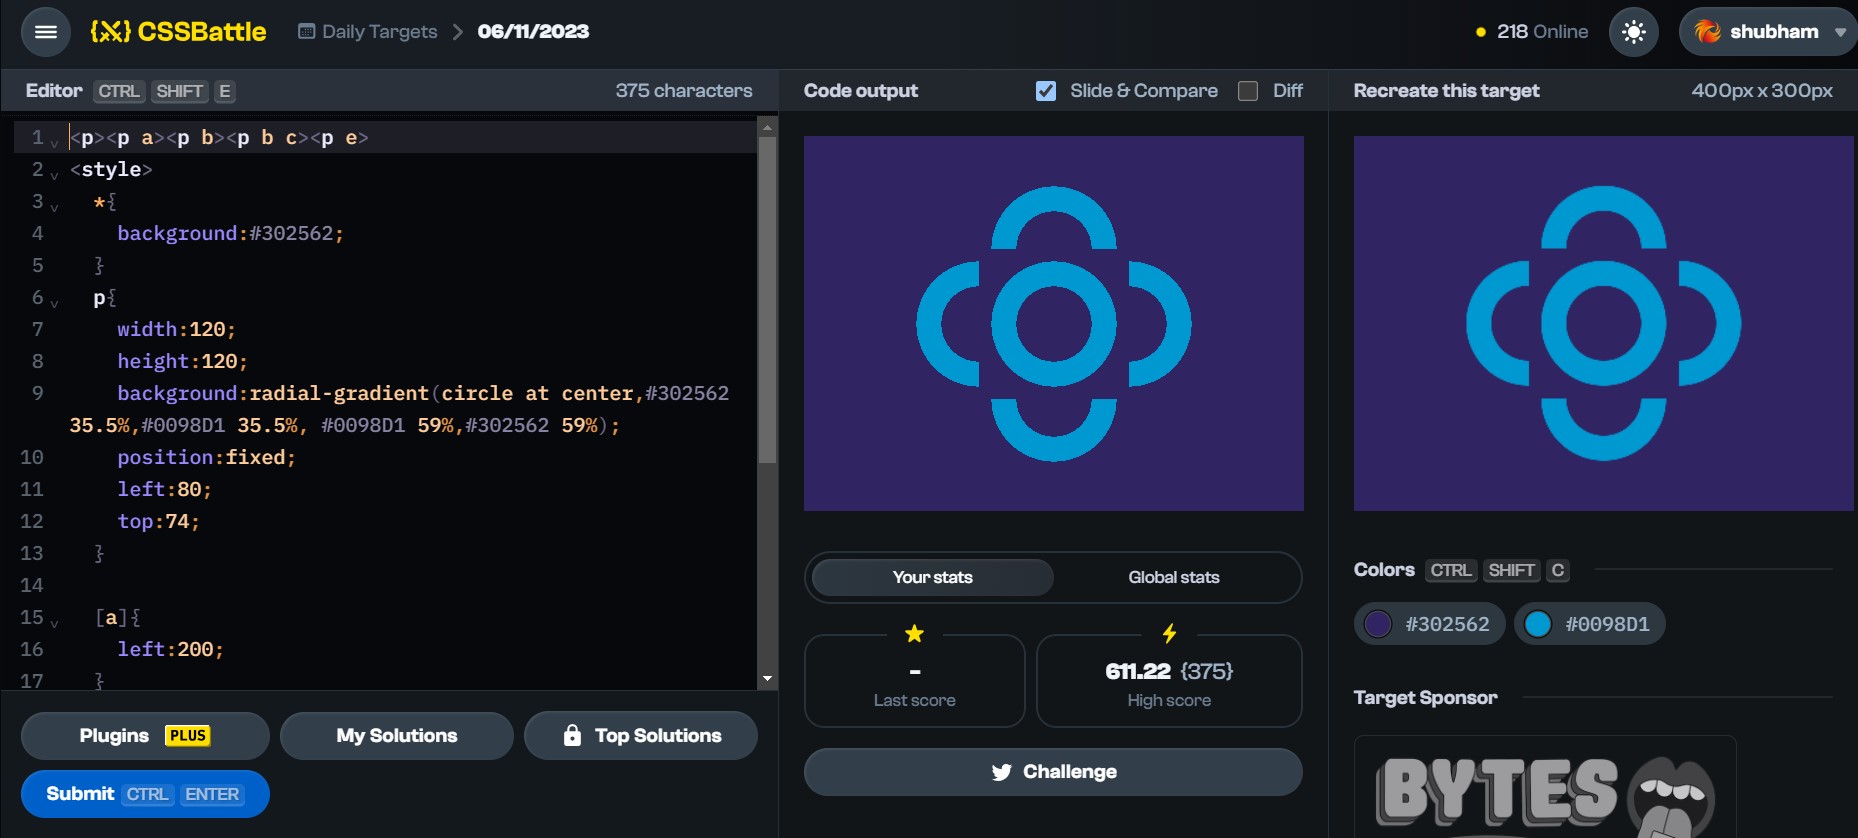 CSSBattle Daily Targets 06/11/2023 218 Online shubham
Editor CTRL SHIFT E 375 characters Code output Slide & Compare Diff Recreate this target 400px x 300px
1 <p><p a><p b><p b c><p e>
2 <style>
3 *{
4 background:#302562;
5 }
6 p{
7 width:120;
8 height:120;
9 background:radial-gradient(circle at center,#302562
35.5%,#0098D1 35.5%, #0098D1 59%,#302562 59%);
10 position:fixed;
11 left:80;
12 top:74;
13 }
14
15 [a]{
16 left:200;
17 }
Your stats Global stats
Colors CTRL SHIFT C
#302562 #0098D1
-
Last score
611.22 {375}
High score
Target Sponsor
Plugins PLUS My Solutions Top Solutions
Submit CTRL ENTER
Challenge
BYTES